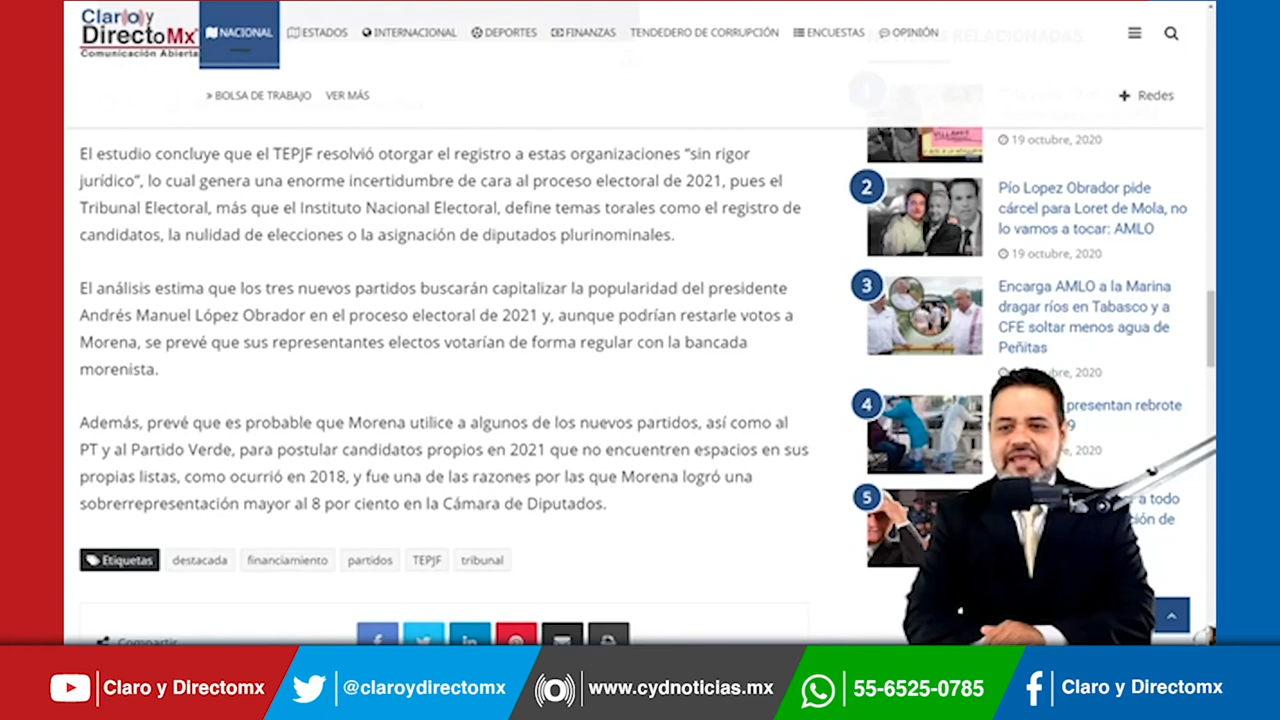 Claro y
DirectoMx
Comunicación Abierta
NACIONAL
ESTADOS
INTERNACIONAL
DEPORTES
FINANZAS
TENDEDERO DE CORRUPCIÓN
ENCUESTAS
OPINIÓN
RELACIONADAS
» BOLSA DE TRABAJO
VER MÁS
+ Redes
El estudio concluye que el TEPJF resolvió otorgar el registro a estas organizaciones “sin rigor
jurídico”, lo cual genera una enorme incertidumbre de cara al proceso electoral de 2021, pues el
Tribunal Electoral, más que el Instituto Nacional Electoral, define temas torales como el registro de
candidatos, la nulidad de elecciones o la asignación de diputados plurinominales.
El análisis estima que los tres nuevos partidos buscarán capitalizar la popularidad del presidente
Andrés Manuel López Obrador en el proceso electoral de 2021 y, aunque podrían restarle votos a
Morena, se prevé que sus representantes electos votarían de forma regular con la bancada
morenista.
Además, prevé que es probable que Morena utilice a algunos de los nuevos partidos, así como al
PT y al Partido Verde, para postular candidatos propios en 2021 que no encuentren espacios en sus
propias listas, como ocurrió en 2018, y fue una de las razones por las que Morena logró una
sobrerrepresentación mayor al 8 por ciento en la Cámara de Diputados.
Etiquetas
destacada
financiamiento
partidos
TEPJF
tribunal
Compartir
1
19 octubre, 2020
2
Pío Lopez Obrador pide
cárcel para Loret de Mola, no
lo vamos a tocar: AMLO
19 octubre, 2020
3
Encarga AMLO a la Marina
dragar ríos en Tabasco y a
CFE soltar menos agua de
Peñitas
bre, 2020
4
presentan rebrote
9
bre, 2020
5
a todo
ción de
Claro y Directomx
@claroydirectomx
www.cydnoticias.mx
55-6525-0785
Claro y Directomx